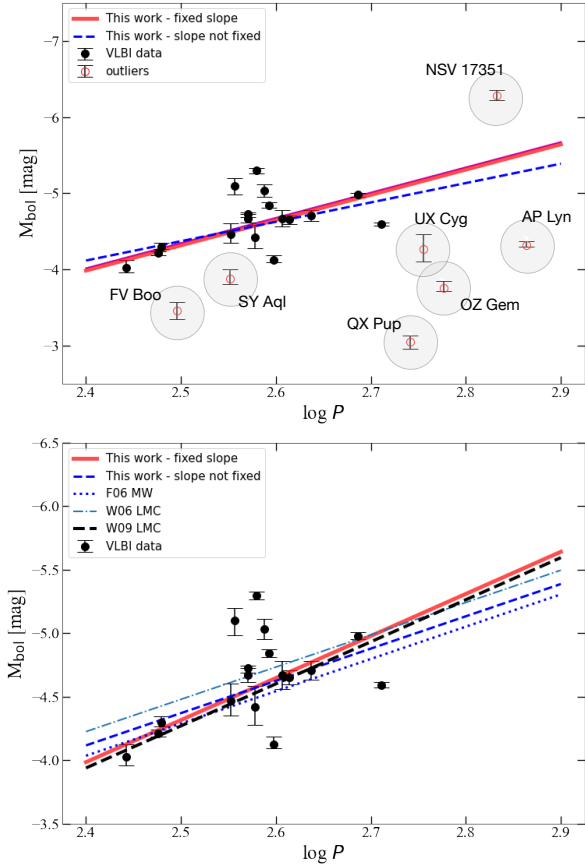 This work - fixed slope
This work - slope not fixed
VLBI data
outliers
NSV 17351
UX Cyg
AP Lyn
FV Boo
SY Aql
OZ Gem
QX Pup
−7
−6
−5
−4
−3
M_bol [mag]
2.4 2.5 2.6 2.7 2.8 2.9
log P
This work - fixed slope
This work - slope not fixed
F06 MW
W06 LMC
W09 LMC
VLBI data
−6.5
−6.0
−5.5
−5.0
−4.5
−4.0
−3.5
M_bol [mag]
2.4 2.5 2.6 2.7 2.8 2.9
log P